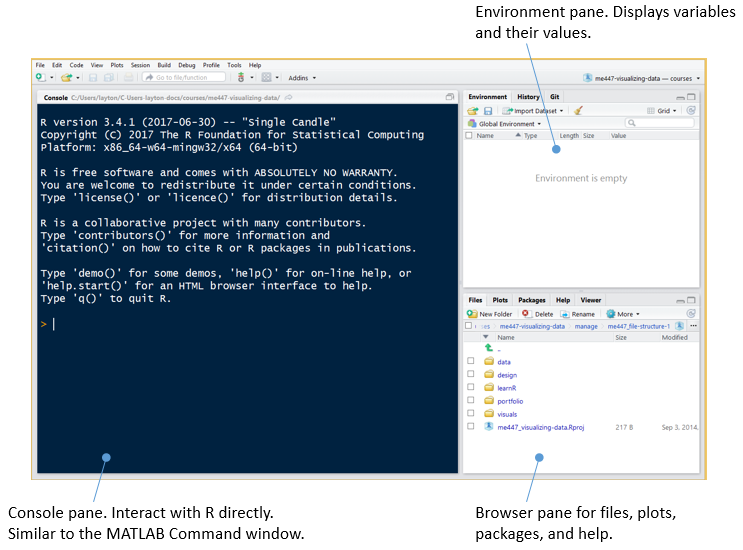 Environment pane. Displays variables
and their values.
File Edit Code View Plots Session Build Debug Profile Tools Help
Go to file/function
Addins
me447-visualizing-data — courses
Console C:/Users/layton/C-Users-layton-docs/courses/me447-visualizing-data/
R version 3.4.1 (2017-06-30) -- "Single Candle"
Copyright (C) 2017 The R Foundation for Statistical Computing
Platform: x86_64-w64-mingw32/x64 (64-bit)
R is free software and comes with ABSOLUTELY NO WARRANTY.
You are welcome to redistribute it under certain conditions.
Type 'license()' or 'licence()' for distribution details.
R is a collaborative project with many contributors.
Type 'contributors()' for more information and
'citation()' on how to cite R or R packages in publications.
Type 'demo()' for some demos, 'help()' for on-line help, or
'help.start()' for an HTML browser interface to help.
Type 'q()' to quit R.
>
Environment History Git
Import Dataset Grid
Global Environment
Name Type Length Size Value
Environment is empty
Files Plots Packages Help Viewer
New Folder Delete Rename More
me447-visualizing-data manage me447_file-structure-1 ...
Name Size Modified
..
data
design
learnR
portfolio
visuals
me447_visualizing-data.Rproj 217 B Sep 3, 2014,
Console pane. Interact with R directly.
Similar to the MATLAB Command window.
Browser pane for files, plots,
packages, and help.